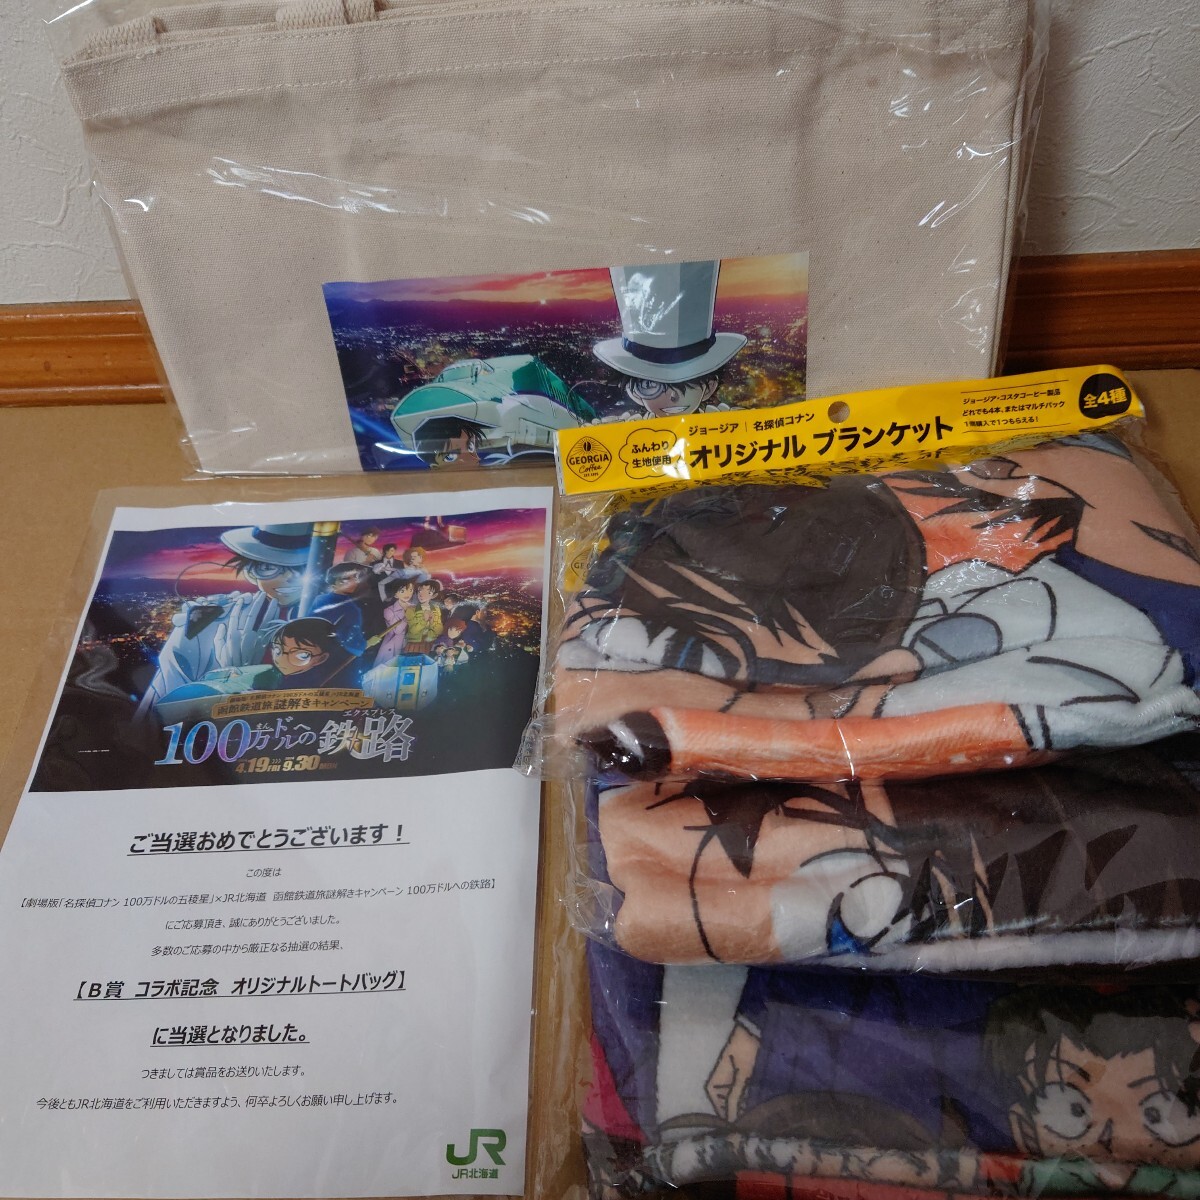 GEORGIA
Coffee
ふんわり
生地使用
ジョージア | 名探偵コナン
オリジナル ブランケット
ジョージア・コスタコーヒー製品
どれでも4本、またはマルチパック
1個購入で1つもらえる!
全4種
函館鉄道旅謎解きキャンペーン
100万ドルへの鉄路
まん
エクスプレス
4.19 FRI 9.30
ご当選おめでとうございます!
この度は
【劇場版「名探偵コナン 100万ドルの五稜星」×JR北海道 函館鉄道旅謎解きキャンペーン 100万ドルへの鉄路】
にご応募頂き、誠にありがとうございました。
多数のご応募の中から厳正なる抽選の結果、
【B賞 コラボ記念 オリジナルトートバッグ】
に当選となりました。
つきましては賞品をお送りいたします。
今後ともJR北海道をご利用いただきますよう、何卒よろしくお願い申し上げます。
JR
JR北海道